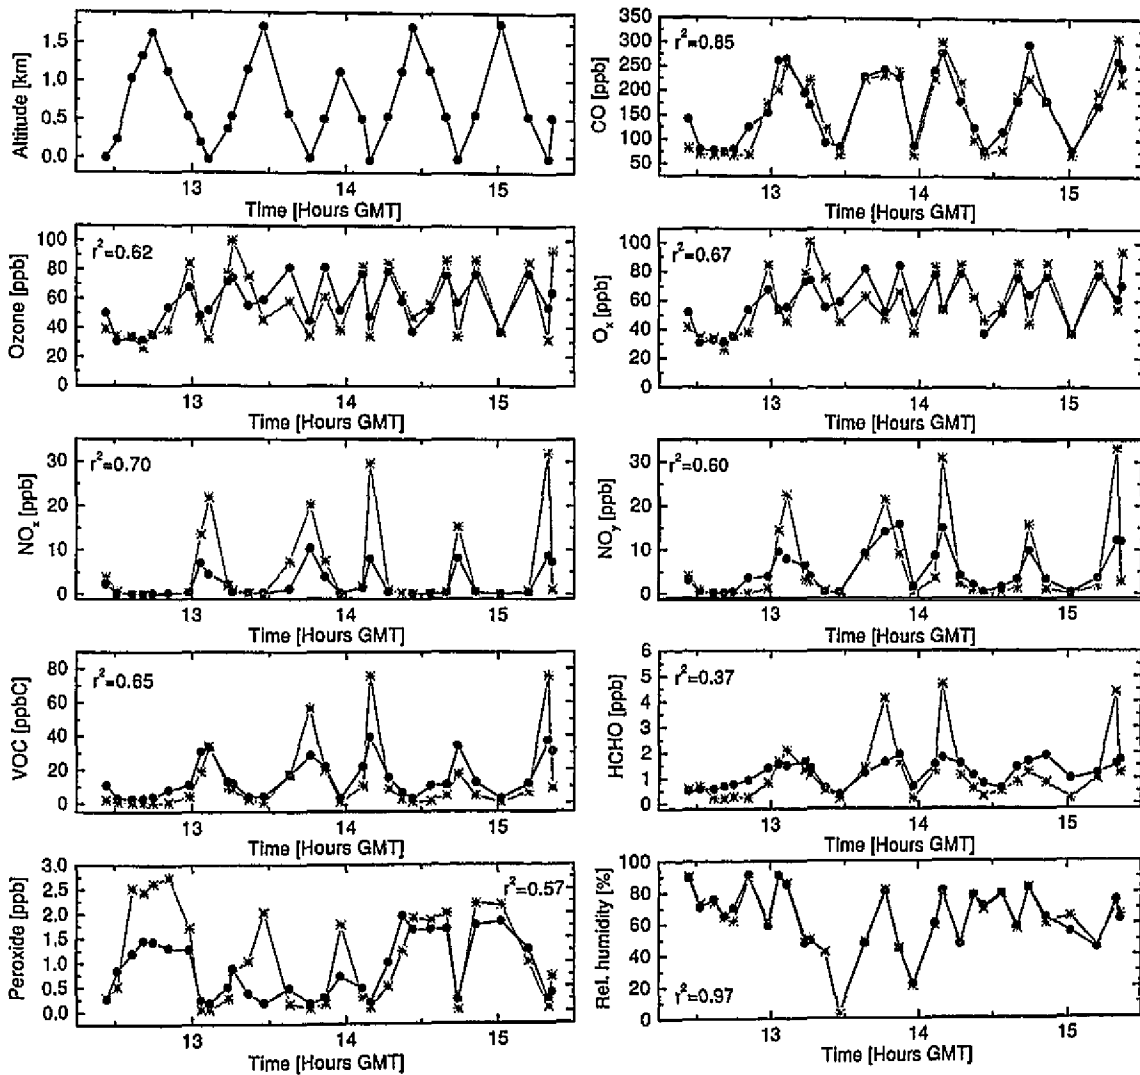 Altitude [km]
1.5
1.0
0.5
0.0
13
14
15
Time [Hours GMT]
CO [ppb]
350
300
250
200
150
100
50
r²=0.85
13
14
15
Time [Hours GMT]
Ozone [ppb]
100
80
60
40
20
0
r²=0.62
13
14
15
Time [Hours GMT]
Oₓ [ppb]
100
80
60
40
20
0
r²=0.67
13
14
15
Time [Hours GMT]
NOₓ [ppb]
30
20
10
0
r²=0.70
13
14
15
Time [Hours GMT]
NOy [ppb]
30
20
10
0
r²=0.60
13
14
15
Time [Hours GMT]
VOC [ppbC]
80
60
40
20
0
r²=0.65
13
14
15
Time [Hours GMT]
HCHO [ppb]
6
5
4
3
2
1
0
r²=0.37
13
14
15
Time [Hours GMT]
Peroxide [ppb]
3.0
2.5
2.0
1.5
1.0
0.5
0.0
r²=0.57
13
14
15
Time [Hours GMT]
Rel. humidity [%]
100
80
60
40
20
0
r²=0.97
13
14
15
Time [Hours GMT]